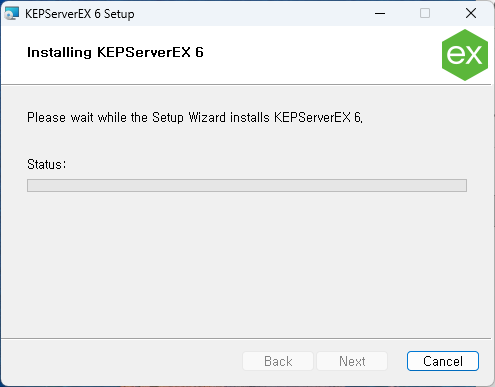 KEPServerEX 6 Setup
Installing KEPServerEX 6
ex
Please wait while the Setup Wizard installs KEPServerEX 6.
Status:
Back
Next
Cancel